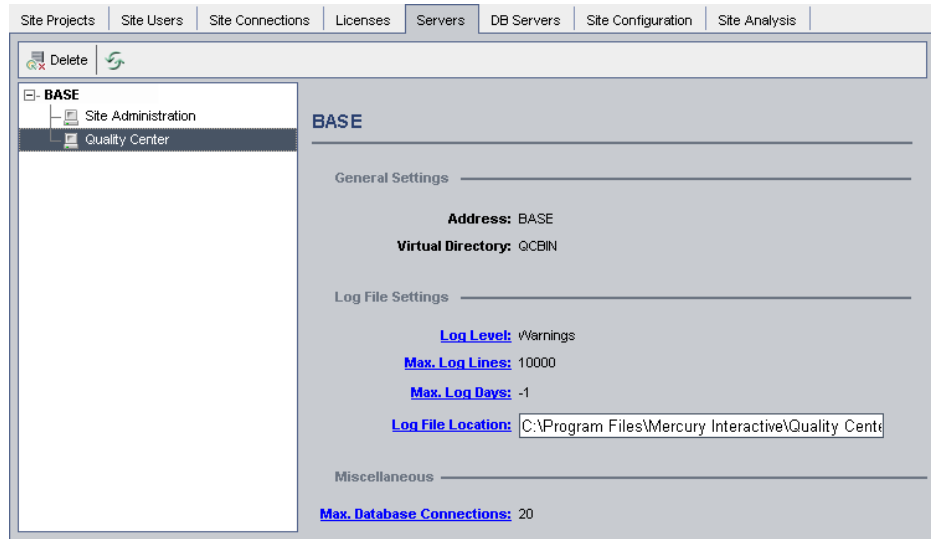 Site Projects Site Users Site Connections Licenses Servers DB Servers Site Configuration Site Analysis
Delete
BASE
Site Administration
Quality Center
BASE
General Settings
Address: BASE
Virtual Directory: QCBIN
Log File Settings
Log Level: Warnings
Max. Log Lines: 10000
Max. Log Days: -1
Log File Location: C:\Program Files\Mercury Interactive\Quality Cente
Miscellaneous
Max. Database Connections: 20